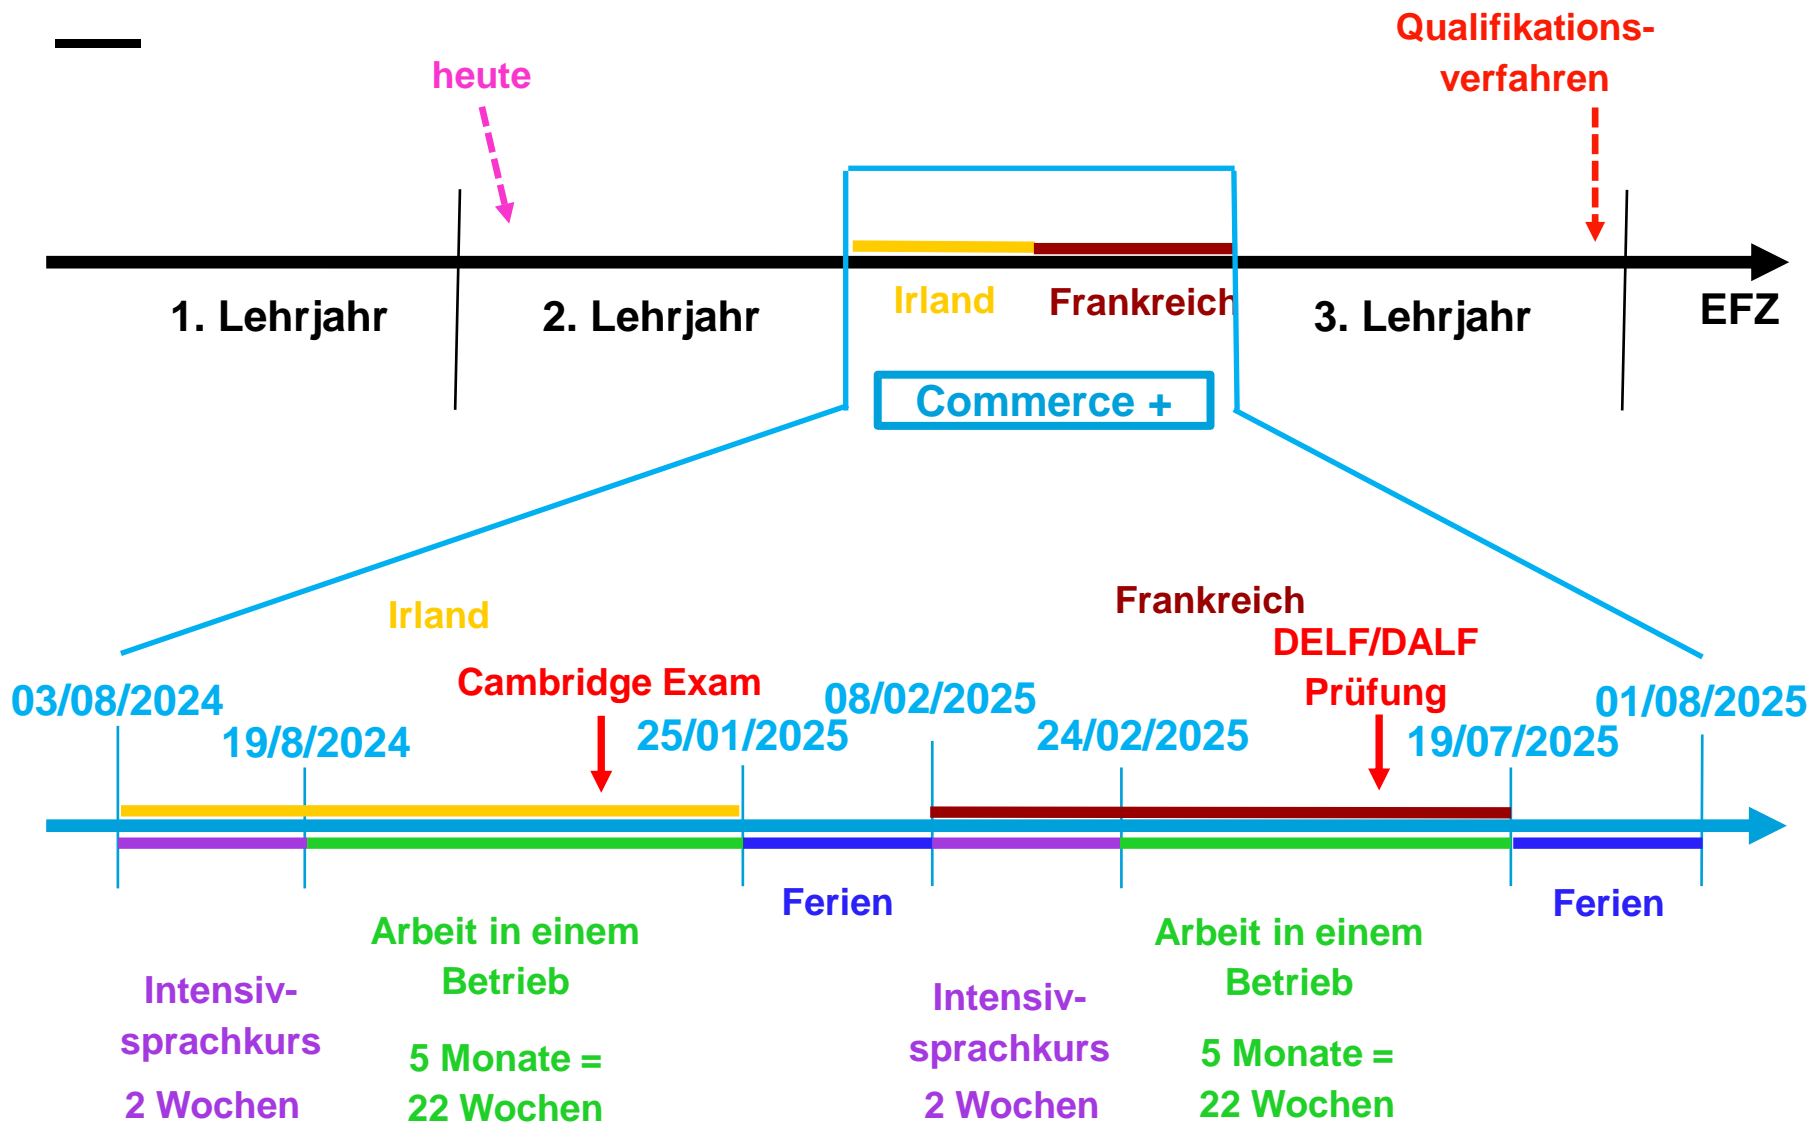 Qualifikations-
verfahren
heute
1. Lehrjahr
2. Lehrjahr
Irland
Frankreich
3. Lehrjahr
EFZ
Commerce +
Irland
Frankreich
DELF/DALF
Prüfung
Cambridge Exam
03/08/2024
19/8/2024
25/01/2025
08/02/2025
24/02/2025
19/07/2025
01/08/2025
Ferien
Ferien
Arbeit in einem
Betrieb
5 Monate =
22 Wochen
Intensiv-
sprachkurs
2 Wochen
Intensiv-
sprachkurs
2 Wochen
Arbeit in einem
Betrieb
5 Monate =
22 Wochen